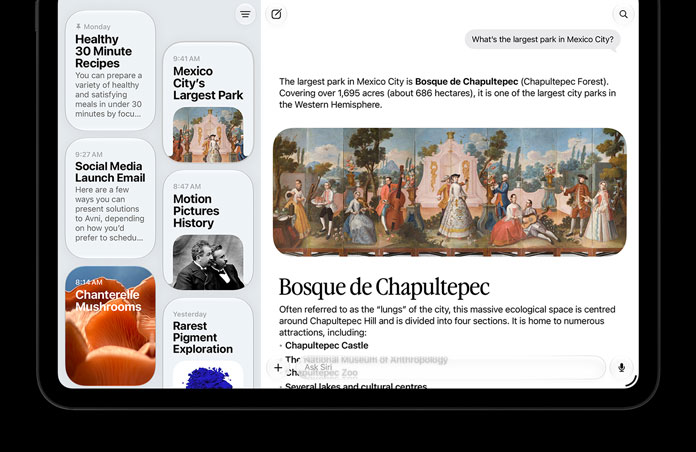 Monday
Healthy
30 Minute
Recipes
You can prepare a
variety of healthy
and satisfying
meals in under 30
minutes by focu...
9:41 AM
Mexico
City’s
Largest Park
9:27 AM
Social Media
Launch Email
Here are a few
ways you can
present solutions
to Avni, depending
on how you’d
prefer to schedu...
8:47 AM
Motion
Pictures
History
8:14 AM
Chanterelle
Mushrooms
Yesterday
Rarest
Pigment
Exploration
What’s the largest park in Mexico City?
The largest park in Mexico City is Bosque de Chapultepec (Chapultepec Forest).
Covering over 1,695 acres (about 686 hectares), it is one of the largest city parks in
the Western Hemisphere.
Bosque de Chapultepec
Often referred to as the “lungs” of the city, this massive ecological space is centred
around Chapultepec Hill and is divided into four sections. It is home to numerous
attractions, including:
• Chapultepec Castle
• The National Museum of Anthropology
Ask Siri
• Chapultepec Zoo
• Several lakes and cultural centres